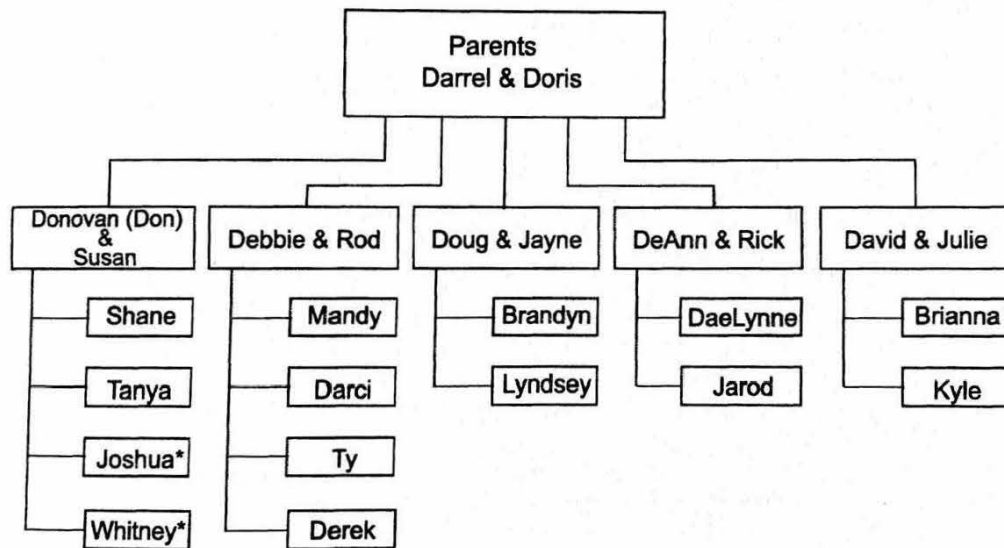 Parents
Darrel & Doris
Donovan (Don)
&
Susan
Shane
Tanya
Joshua*
Whitney*
Debbie & Rod
Mandy
Darci
Ty
Derek
Doug & Jayne
Brandyn
Lyndsey
DeAnn & Rick
DaeLynne
Jarod
David & Julie
Brianna
Kyle